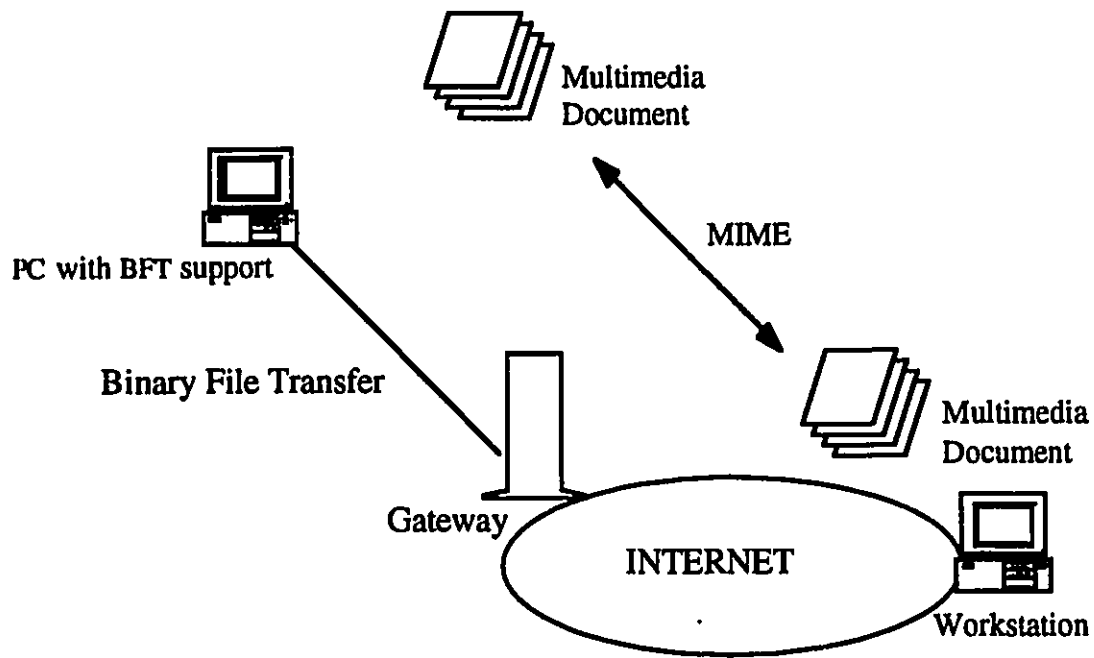 Multimedia
Document
MIME
PC with BFT support
Binary File Transfer
Multimedia
Document
Gateway
INTERNET
Workstation